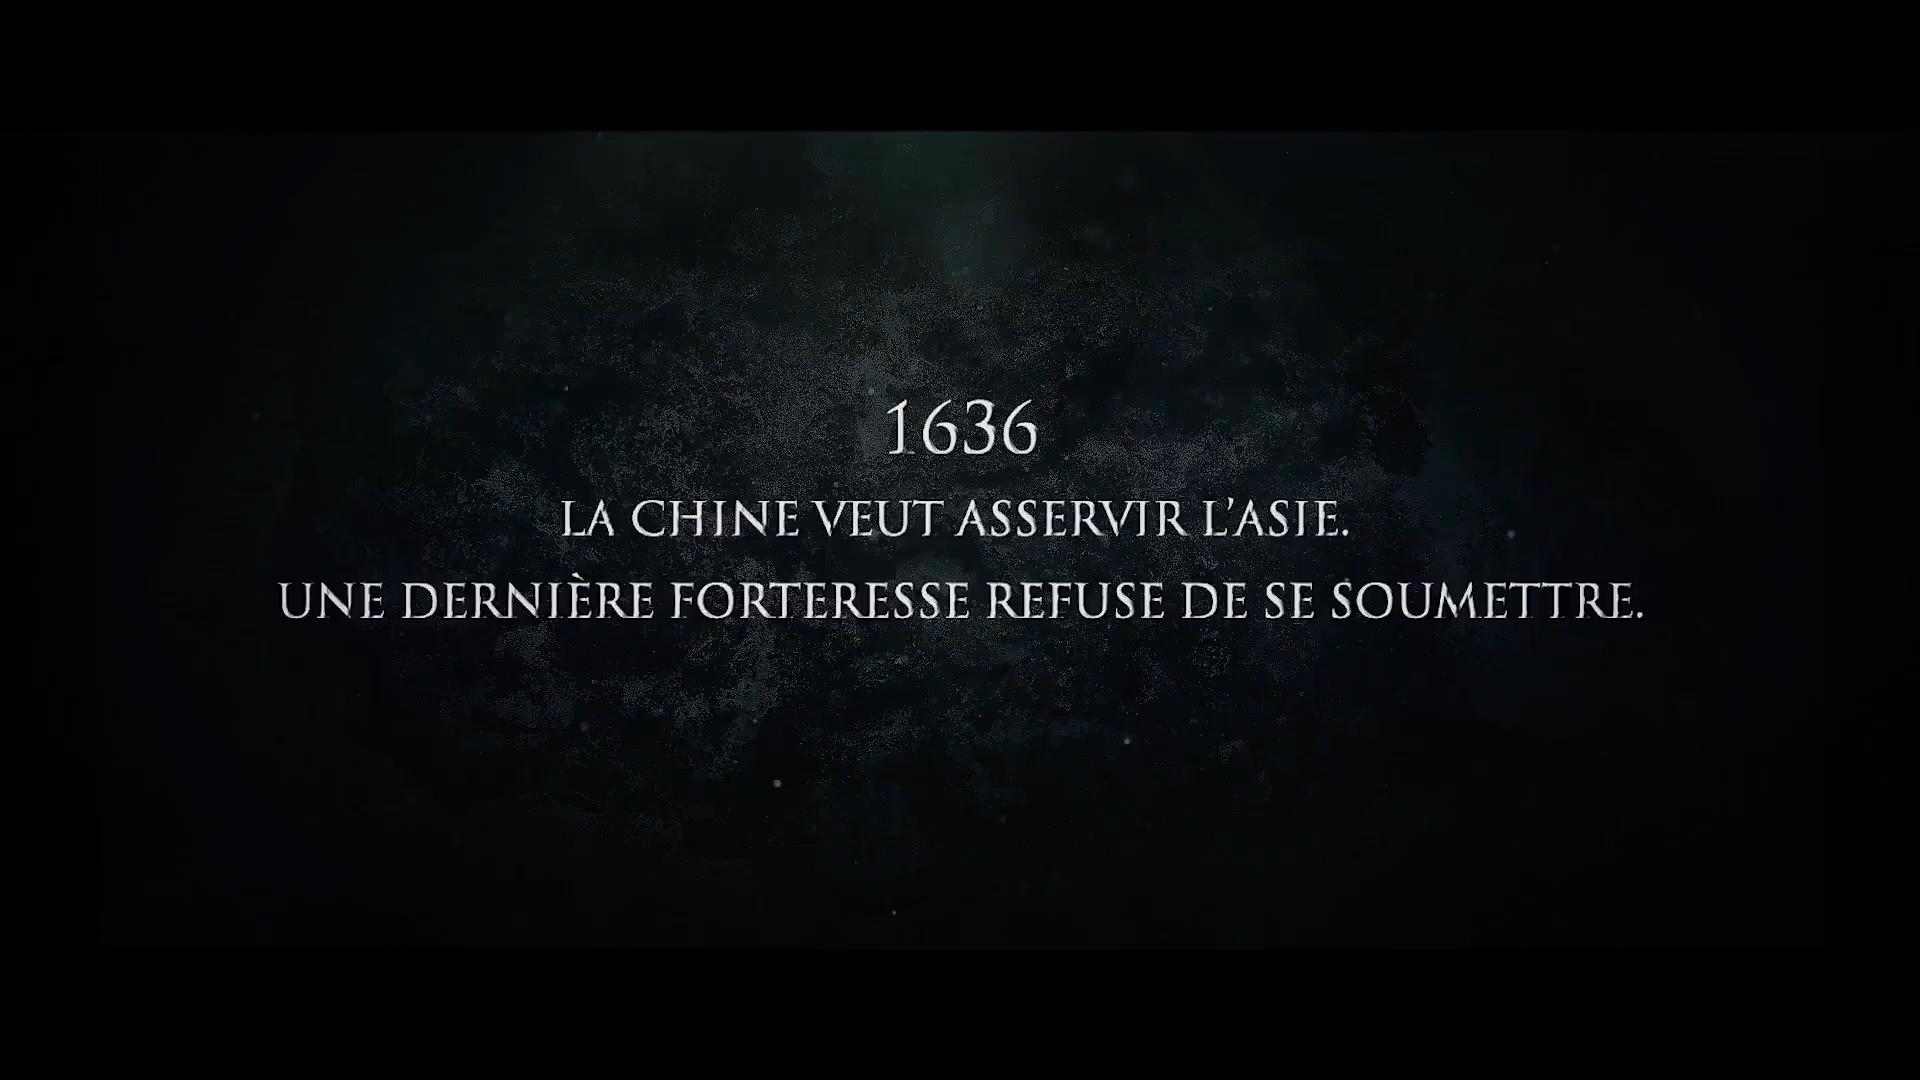 1636
LA CHINE VEUT ASSERVIR L’ASIE.
UNE DERNIÈRE FORTERESSE REFUSE DE SE SOUMETTRE.